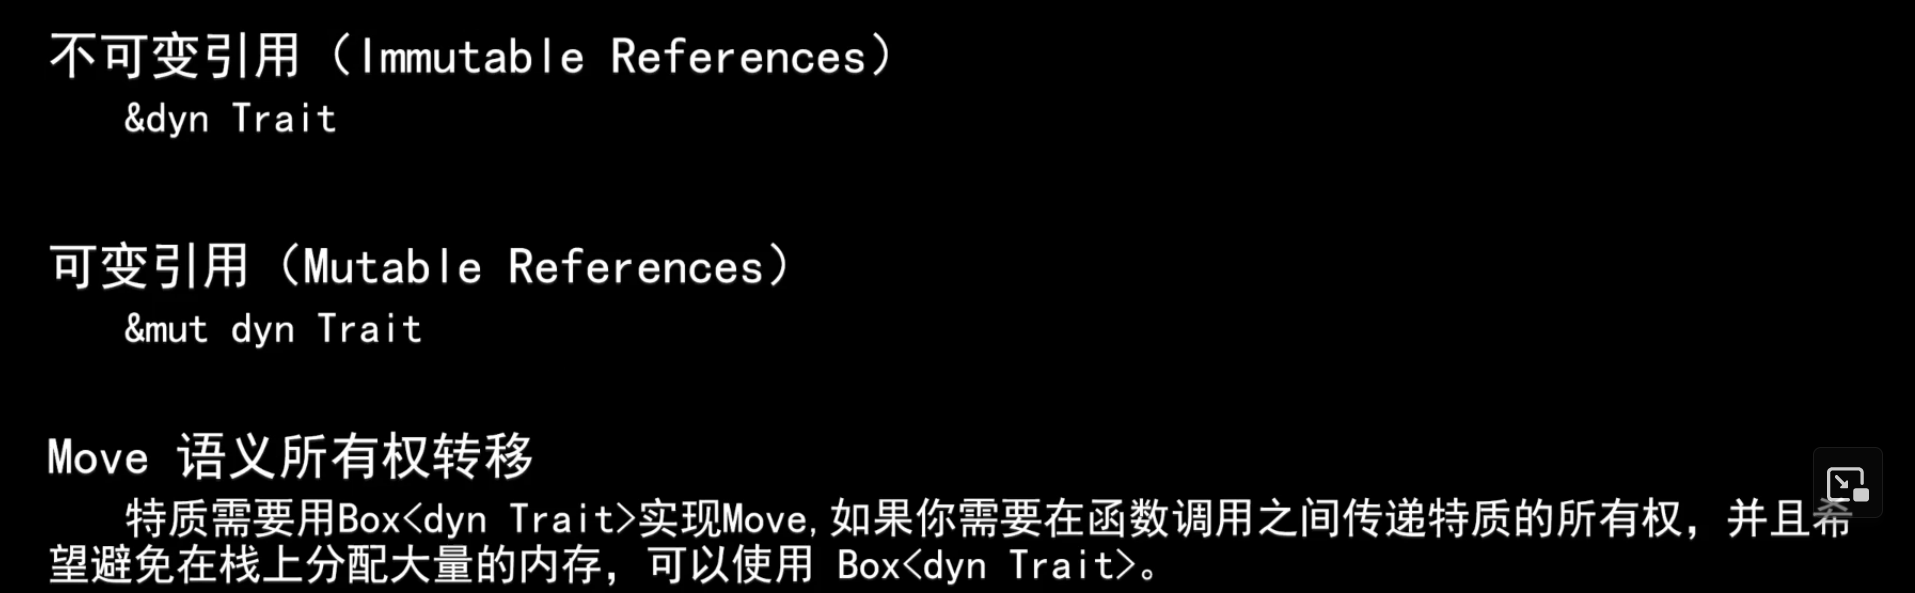 不可变引用（Immutable References）
&dyn Trait
可变引用（Mutable References）
&mut dyn Trait
Move 语义所有权转移
特质需要用Box<dyn Trait>实现Move,如果你需要在函数调用之间传递特质的所有权，并且希
望避免在栈上分配大量的内存，可以使用 Box<dyn Trait>。